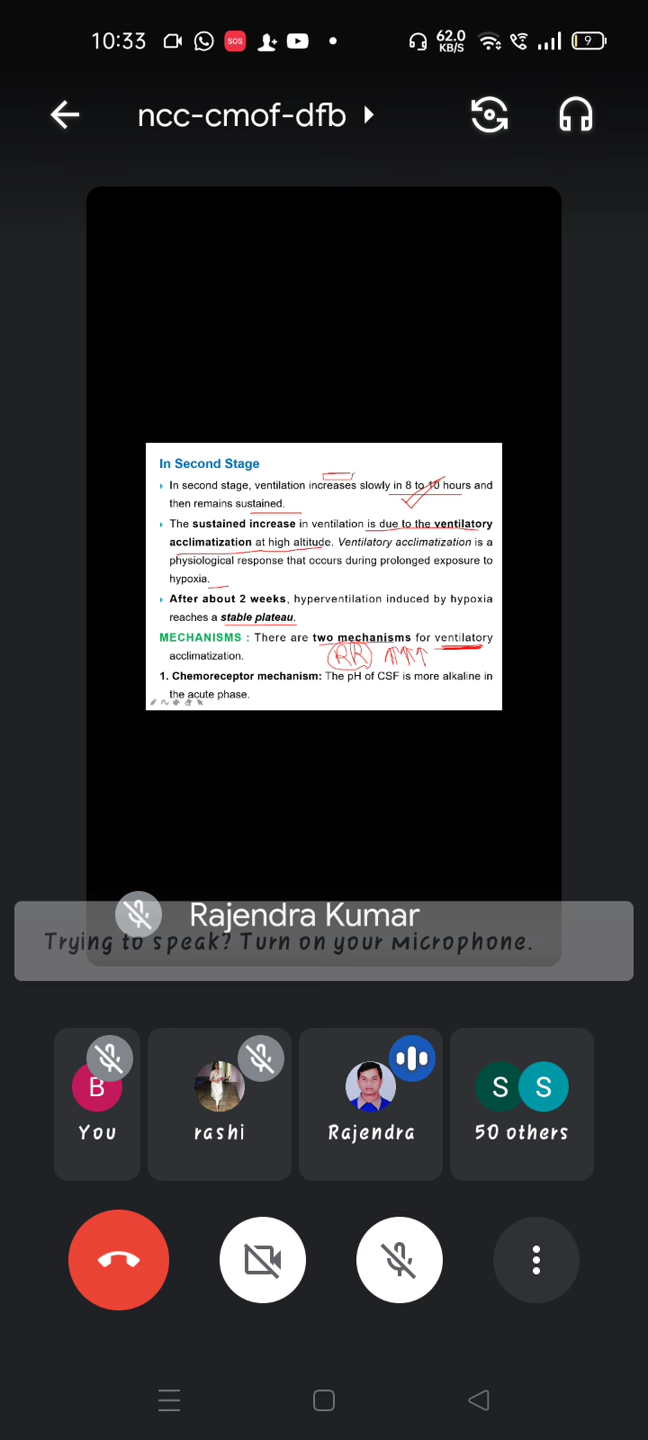 10:33 SOS 62.0 KB/S 9
ncc-cmof-dfb
In Second Stage
In second stage, ventilation increases slowly in 8 to 10 hours and
then remains sustained.
The sustained increase in ventilation is due to the ventilatory
acclimatization at high altitude. Ventilatory acclimatization is a
physiological response that occurs during prolonged exposure to
hypoxia.
After about 2 weeks, hyperventilation induced by hypoxia
reaches a stable plateau.
MECHANISMS : There are two mechanisms for ventilatory
acclimatization.
RR
1. Chemoreceptor mechanism: The pH of CSF is more alkaline in
the acute phase.
Rajendra Kumar
Trying to speak? Turn on your Microphone.
B S S
You rashi Rajendra 50 others